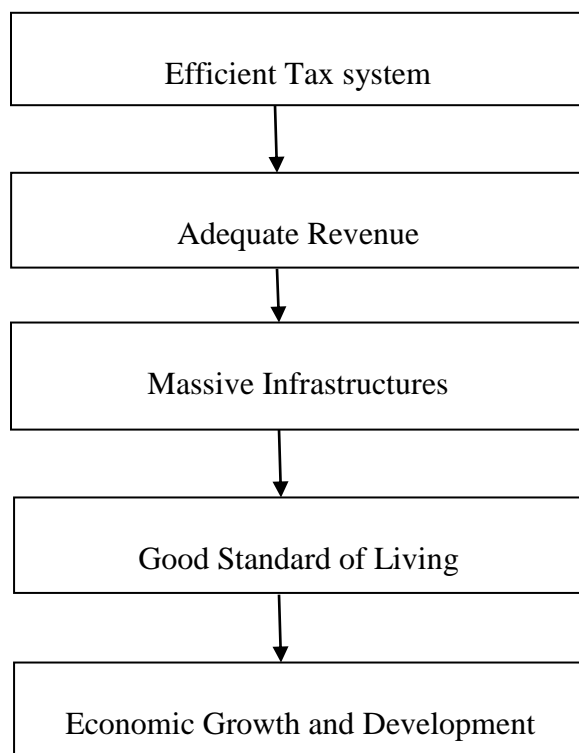 Efficient Tax system
Adequate Revenue
Massive Infrastructures
Good Standard of Living
Economic Growth and Development